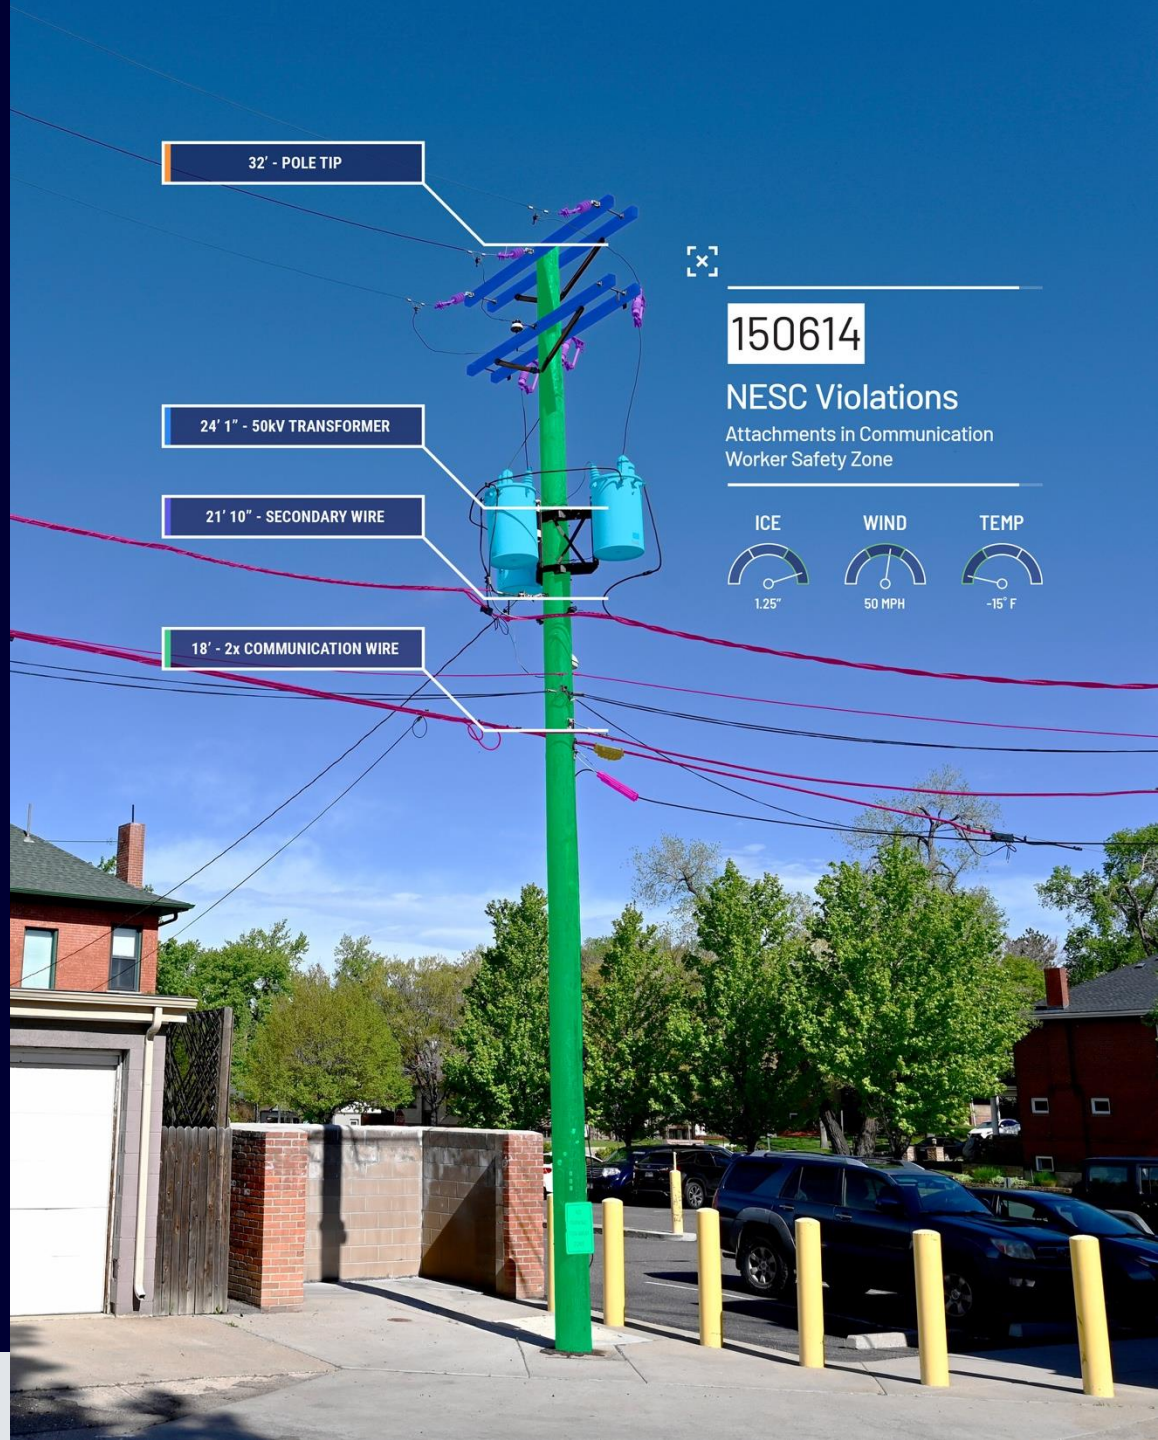 32' - POLE TIP
150614
NESC Violations
Attachments in Communication
Worker Safety Zone
24' 1” - 50kV TRANSFORMER
21' 10” - SECONDARY WIRE
ICE
WIND
TEMP
1.25”
50 MPH
-15° F
18' - 2x COMMUNICATION WIRE